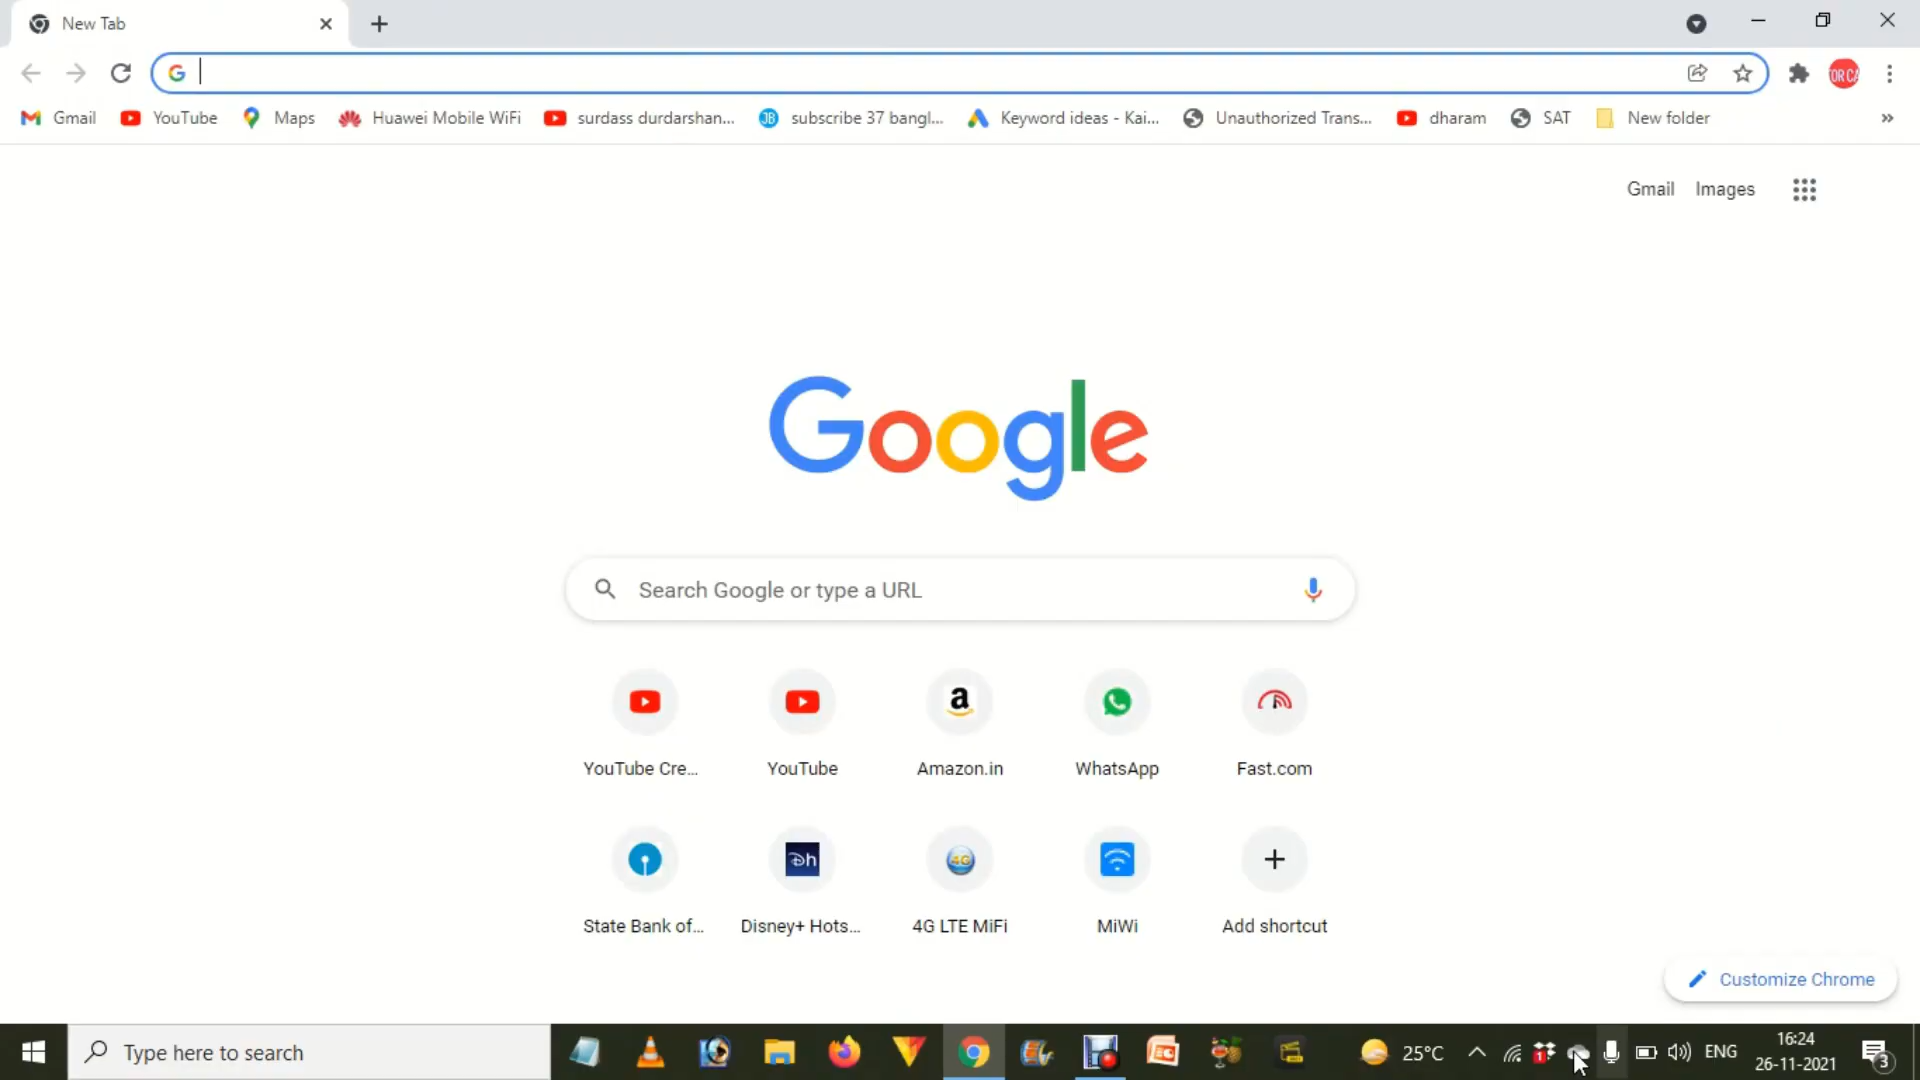 New Tab
Gmail YouTube Maps Huawei Mobile WiFi surdass durdarshan... subscribe 37 bangl... Keyword ideas - Kai... Unauthorized Trans... dharam SAT New folder »
Gmail Images
Google
Search Google or type a URL
YouTube Cre... YouTube Amazon.in WhatsApp Fast.com
State Bank of... Disney+ Hots... 4G LTE MiFi MiWi Add shortcut
Customize Chrome
Type here to search
25°C ENG 16:24
26-11-2021 3